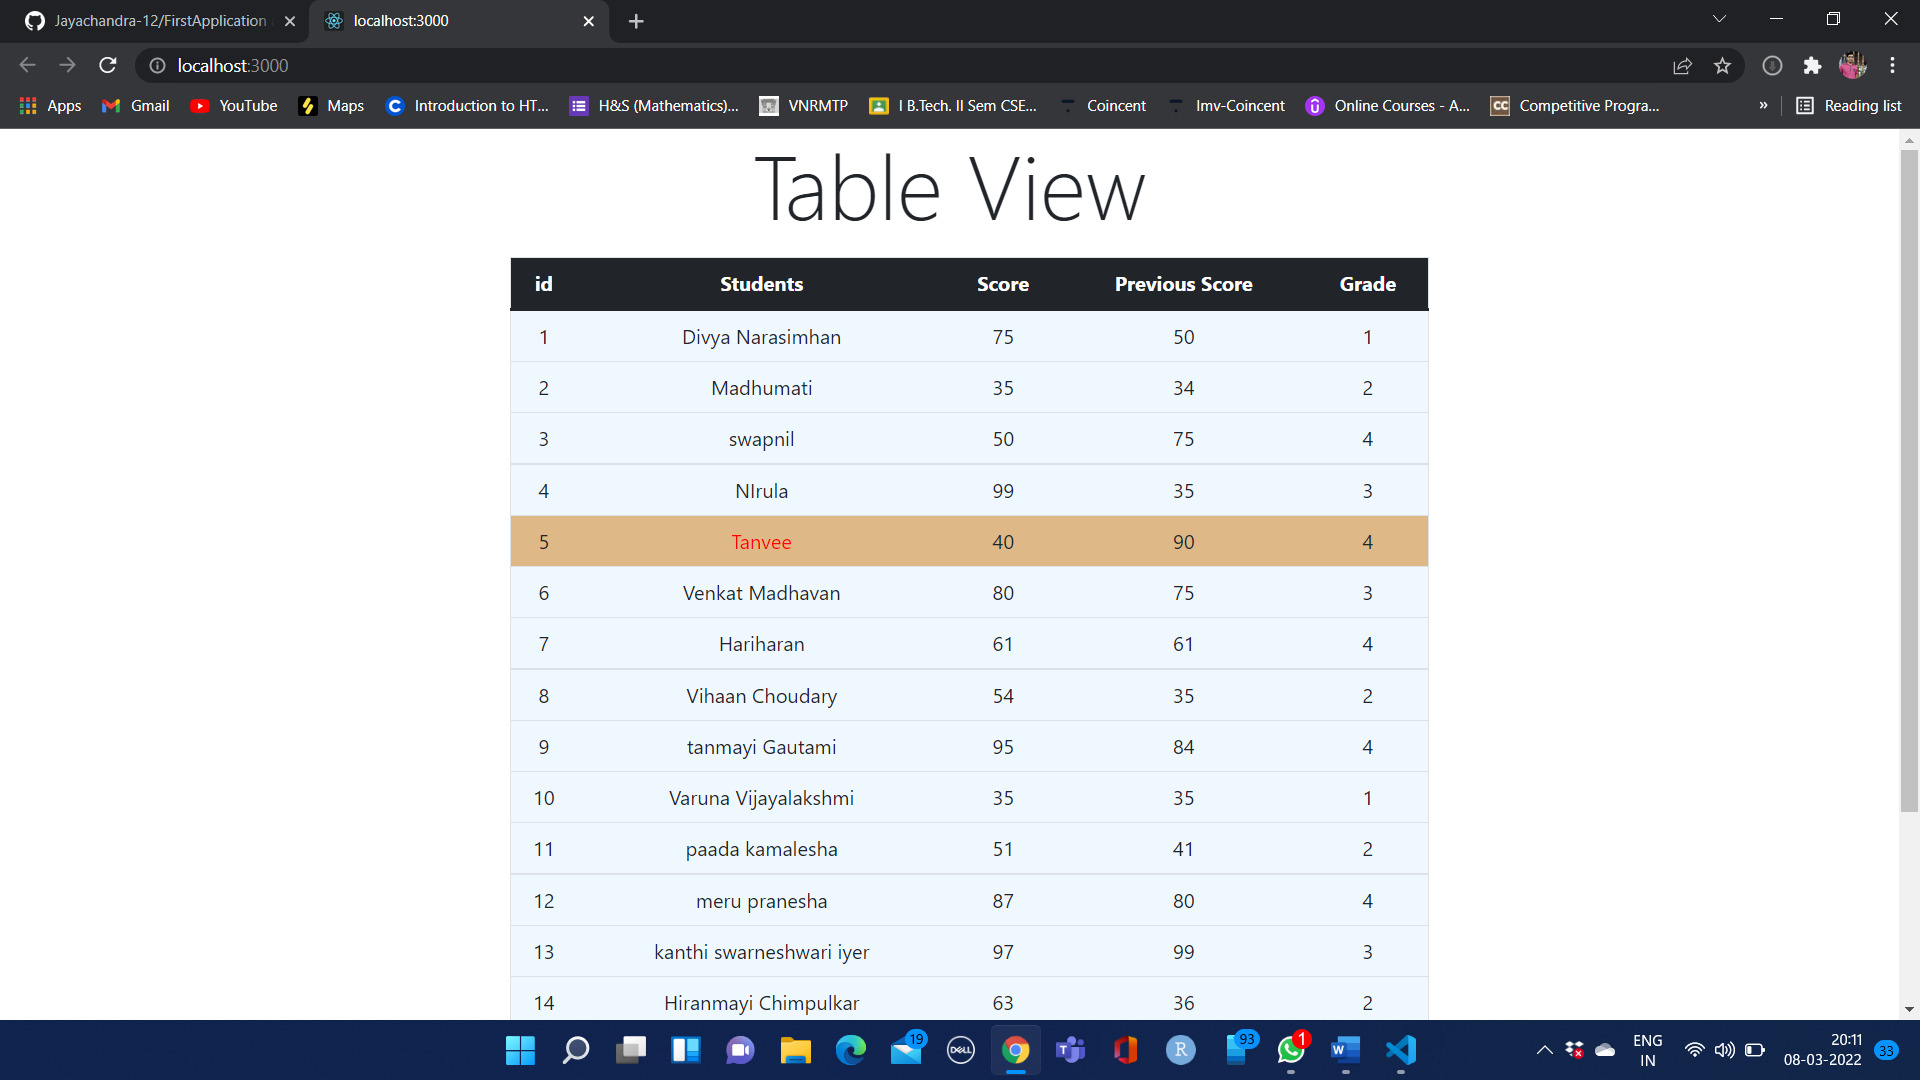 Jayachandra-12/FirstApplication
localhost:3000
localhost:3000
Apps Gmail YouTube Maps Introduction to HT... H&S (Mathematics)... VNRMTP I B.Tech. II Sem CSE... Coincent Imv-Coincent Online Courses - A... CC Competitive Progra... » Reading list
Table View
id Students Score Previous Score Grade
1 Divya Narasimhan 75 50 1
2 Madhumati 35 34 2
3 swapnil 50 75 4
4 NIrula 99 35 3
5 Tanvee 40 90 4
6 Venkat Madhavan 80 75 3
7 Hariharan 61 61 4
8 Vihaan Choudary 54 35 2
9 tanmayi Gautami 95 84 4
10 Varuna Vijayalakshmi 35 35 1
11 paada kamalesha 51 41 2
12 meru pranesha 87 80 4
13 kanthi swarneshwari iyer 97 99 3
14 Hiranmayi Chimpulkar 63 36 2
19 DELL R 93 1 W
ENG
IN
20:11
08-03-2022
33